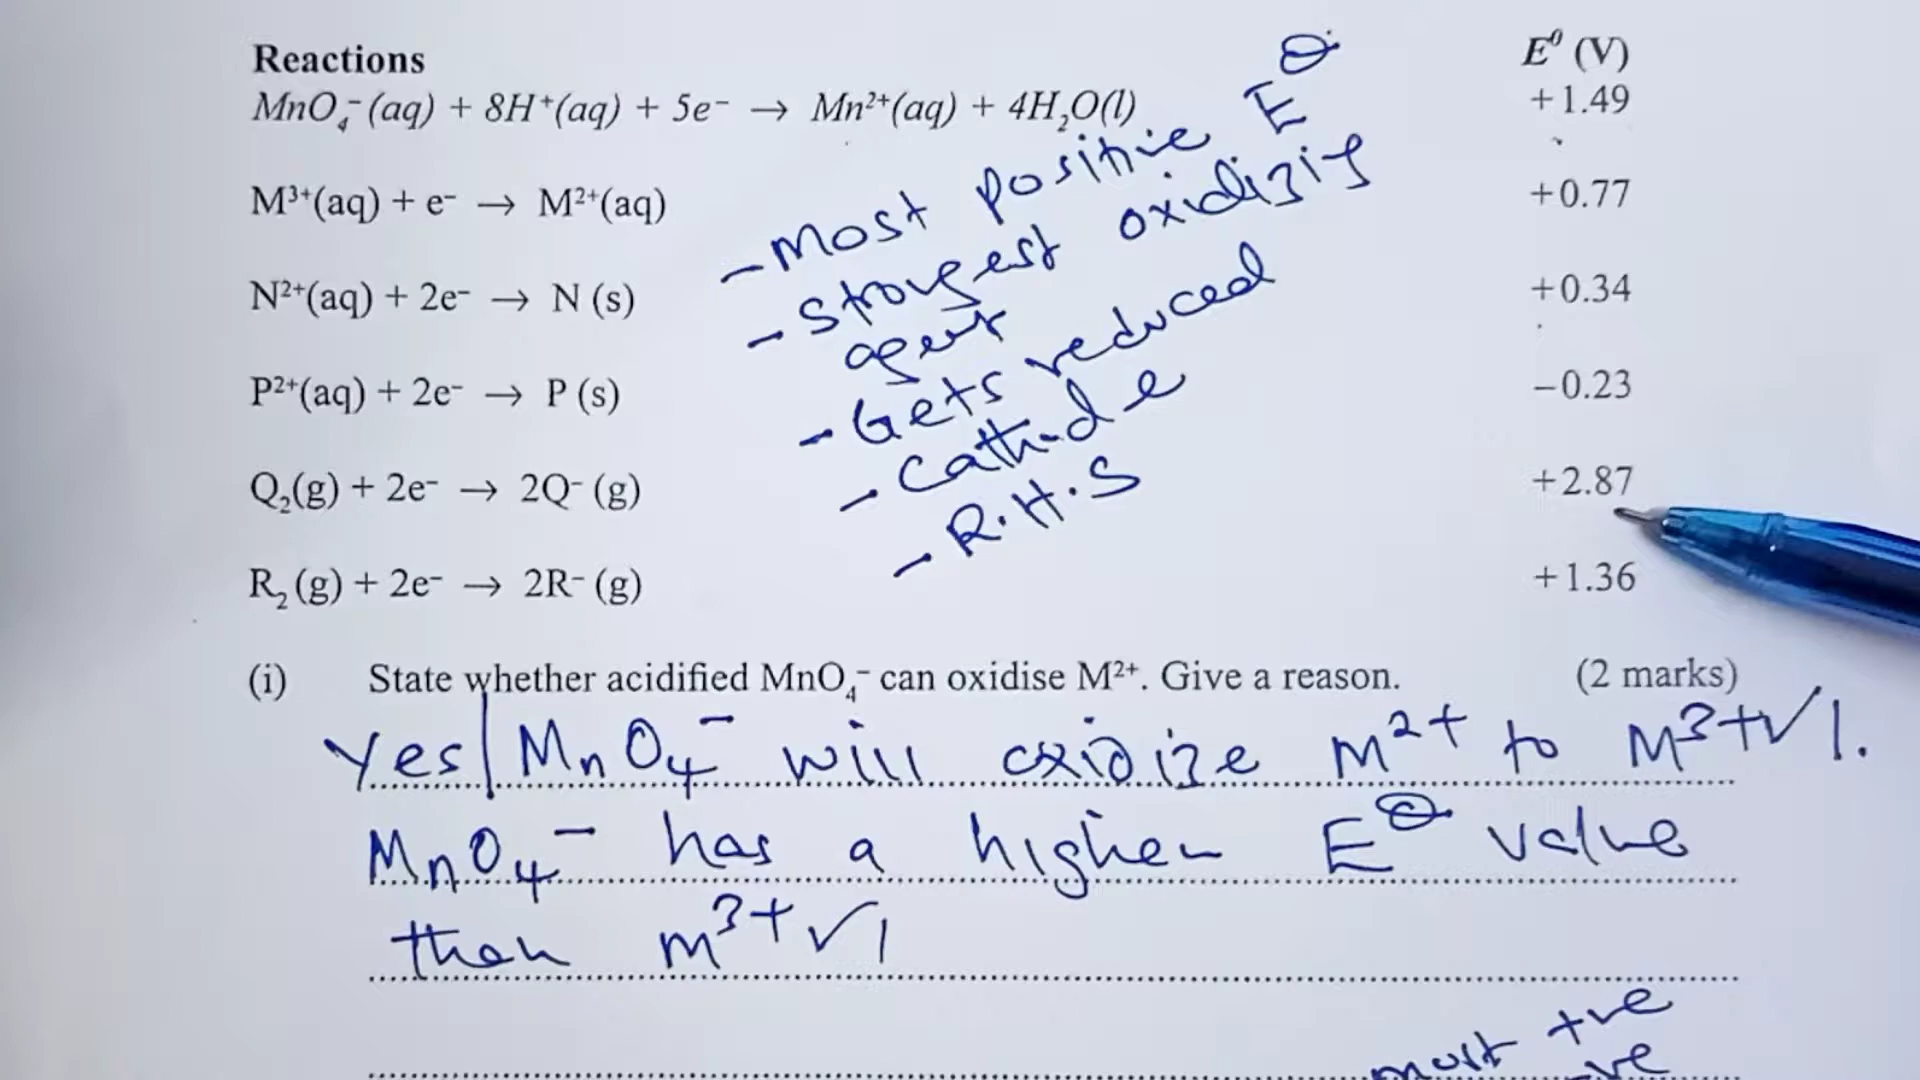 Reactions E⁰ (V)
MnO₄⁻(aq) + 8H⁺(aq) + 5e⁻ → Mn²⁺(aq) + 4H₂O(l) +1.49
M³⁺(aq) + e⁻ → M²⁺(aq) +0.77
N²⁺(aq) + 2e⁻ → N (s) +0.34
P²⁺(aq) + 2e⁻ → P (s) −0.23
Q₂(g) + 2e⁻ → 2Q⁻ (g) +2.87
R₂ (g) + 2e⁻ → 2R⁻ (g) +1.36
- Most positive E⊖
- Strongest oxidizing
agent
- Gets reduced
- Cathode
- R.H.S
(i) State whether acidified MnO₄⁻ can oxidise M²⁺. Give a reason. (2 marks)
Yes| MnO₄⁻ will oxidize M²⁺ to M³⁺ √1.
MnO₄⁻ has a higher E⊖ value
than M³⁺ √1
most +ve
ve